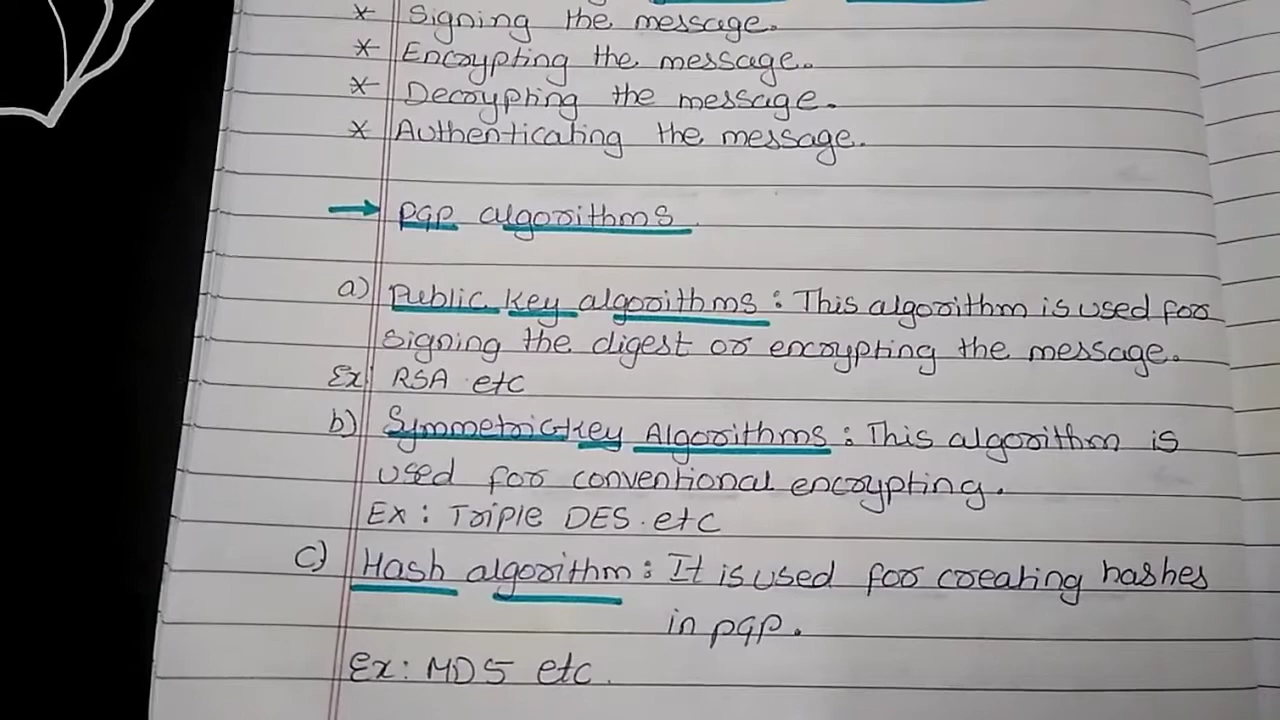 * Signing the message.
* Encrypting the message.
* Decrypting the message.
* Authenticating the message.
→ PGP algorithms
a) Public key algorithms : This algorithm is used for
signing the digest or encrypting the message.
Ex RSA etc
b) Symmetric-key Algorithms : This algorithm is
used for conventional encrypting.
Ex : Triple DES. etc
c) Hash algorithm : It is used for creating hashes
in pgp.
Ex : MD5 etc.